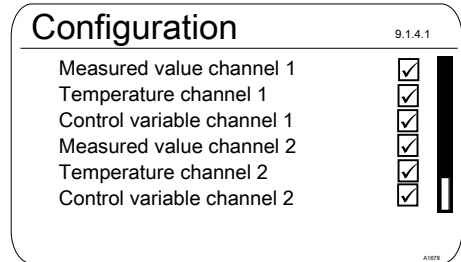 Configuration
9.1.4.1
Measured value channel 1
Temperature channel 1
Control variable channel 1
Measured value channel 2
Temperature channel 2
Control variable channel 2
A1678